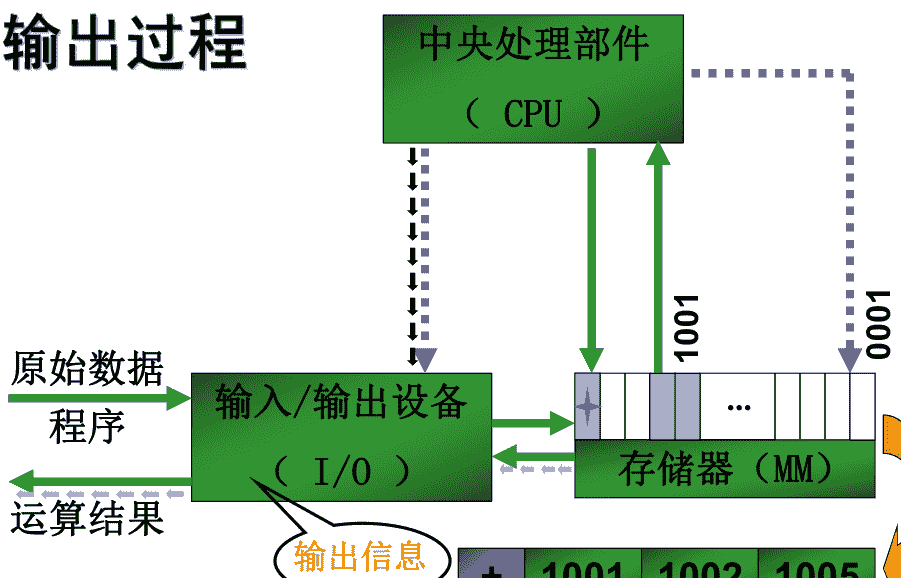 输出过程
中央处理部件
（ CPU ）
1001
0001
原始数据
程序
输入/输出设备
（ I/O ）
...
存储器（MM）
运算结果
输出信息
+ 1001 1002 1005